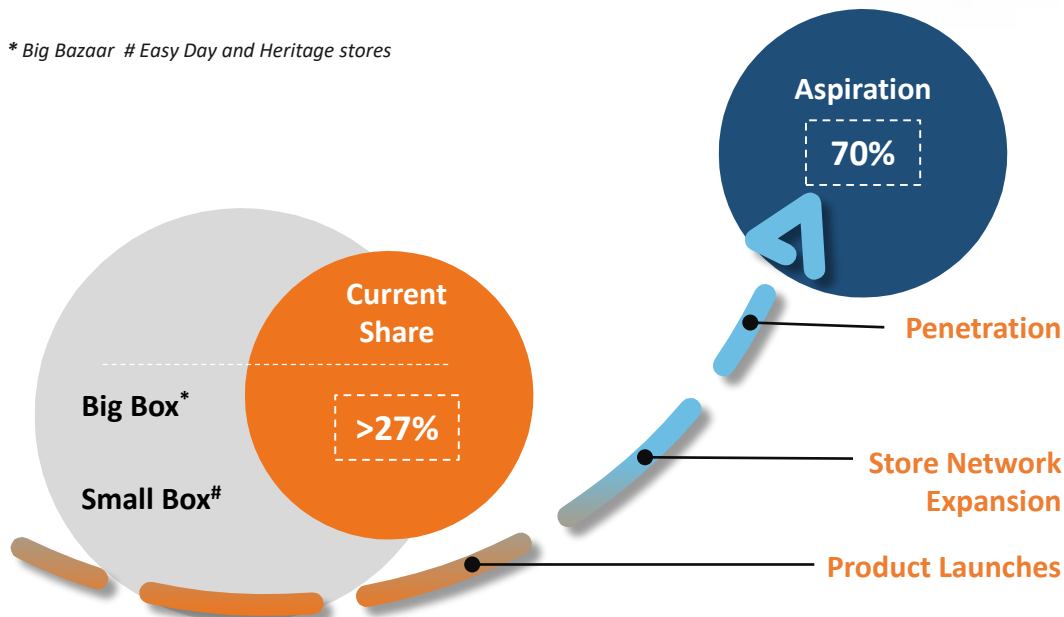 * Big Bazaar # Easy Day and Heritage stores
Aspiration
70%
Current
Share
Big Box*
>27%
Small Box#
Penetration
Store Network
Expansion
Product Launches